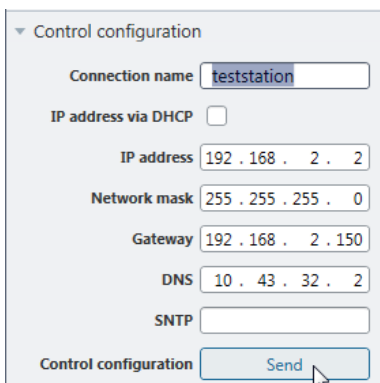 Control configuration
Connection name teststation
IP address via DHCP
IP address 192 . 168 . 2 . 2
Network mask 255 . 255 . 255 . 0
Gateway 192 . 168 . 2 . 150
DNS 10 . 43 . 32 . 2
SNTP
Control configuration Send